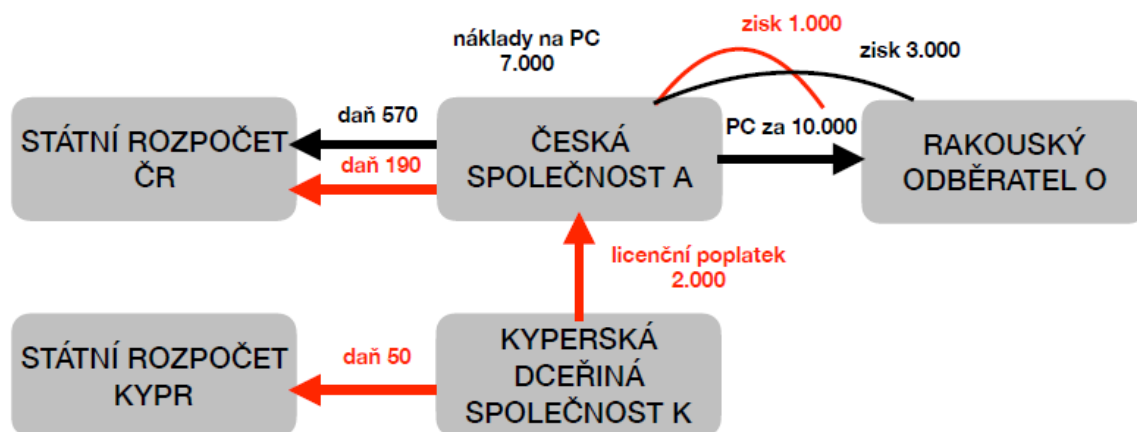 náklady na PC
7.000
zisk 1.000
zisk 3.000
STÁTNÍ ROZPOČET
ČR
daň 570
daň 190
ČESKÁ
SPOLEČNOST A
PC za 10.000
RAKOUSKÝ
ODBĚRATEL O
licenční poplatek
2.000
STÁTNÍ ROZPOČET
KYPR
daň 50
KYPERSKÁ
DCEŘINÁ
SPOLEČNOST K